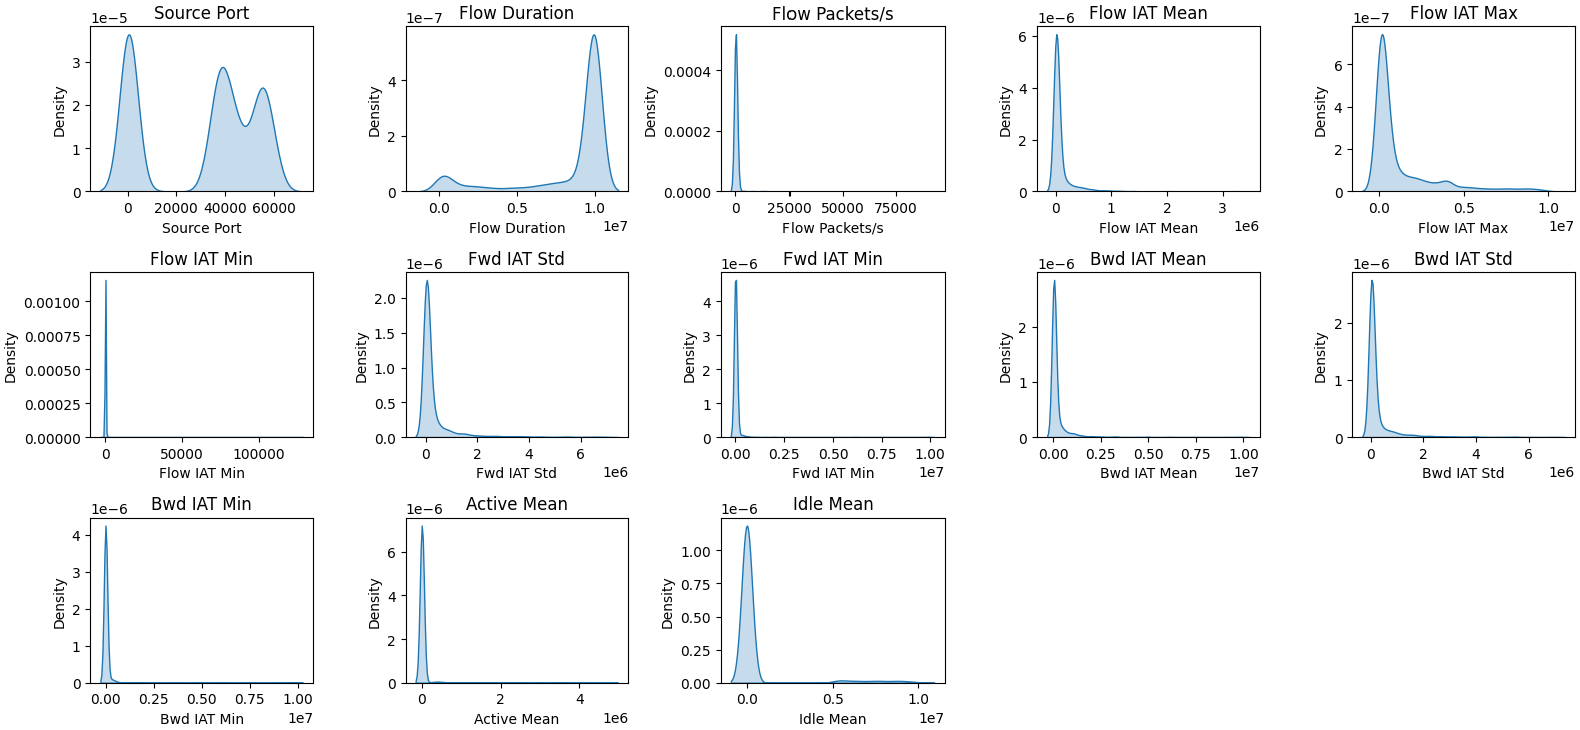 Source Port
1e−5
3
2
1
0
Density
0 20000 40000 60000
Source Port
Flow Duration
1e−7
4
2
0
Density
0.0 0.5 1.0
1e7
Flow Duration
Flow Packets/s
0.0004
0.0002
0.0000
Density
0 25000 50000 75000
Flow Packets/s
Flow IAT Mean
1e−6
6
4
2
0
Density
0 1 2 3
1e6
Flow IAT Mean
Flow IAT Max
1e−7
6
4
2
0
Density
0.0 0.5 1.0
1e7
Flow IAT Max
Flow IAT Min
0.00100
0.00075
0.00050
0.00025
0.00000
Density
0 50000 100000
Flow IAT Min
Fwd IAT Std
1e−6
2.0
1.5
1.0
0.5
0.0
Density
0 2 4 6
1e6
Fwd IAT Std
Fwd IAT Min
1e−6
4
3
2
1
0
Density
0.00 0.25 0.50 0.75 1.00
1e7
Fwd IAT Min
Bwd IAT Mean
1e−6
2
1
0
Density
0.00 0.25 0.50 0.75 1.00
1e7
Bwd IAT Mean
Bwd IAT Std
1e−6
2
1
0
Density
0 2 4 6
1e6
Bwd IAT Std
Bwd IAT Min
1e−6
4
3
2
1
0
Density
0.00 0.25 0.50 0.75 1.00
1e7
Bwd IAT Min
Active Mean
1e−6
6
4
2
0
Density
0 2 4
1e6
Active Mean
Idle Mean
1e−6
1.00
0.75
0.50
0.25
0.00
Density
0.0 0.5 1.0
1e7
Idle Mean